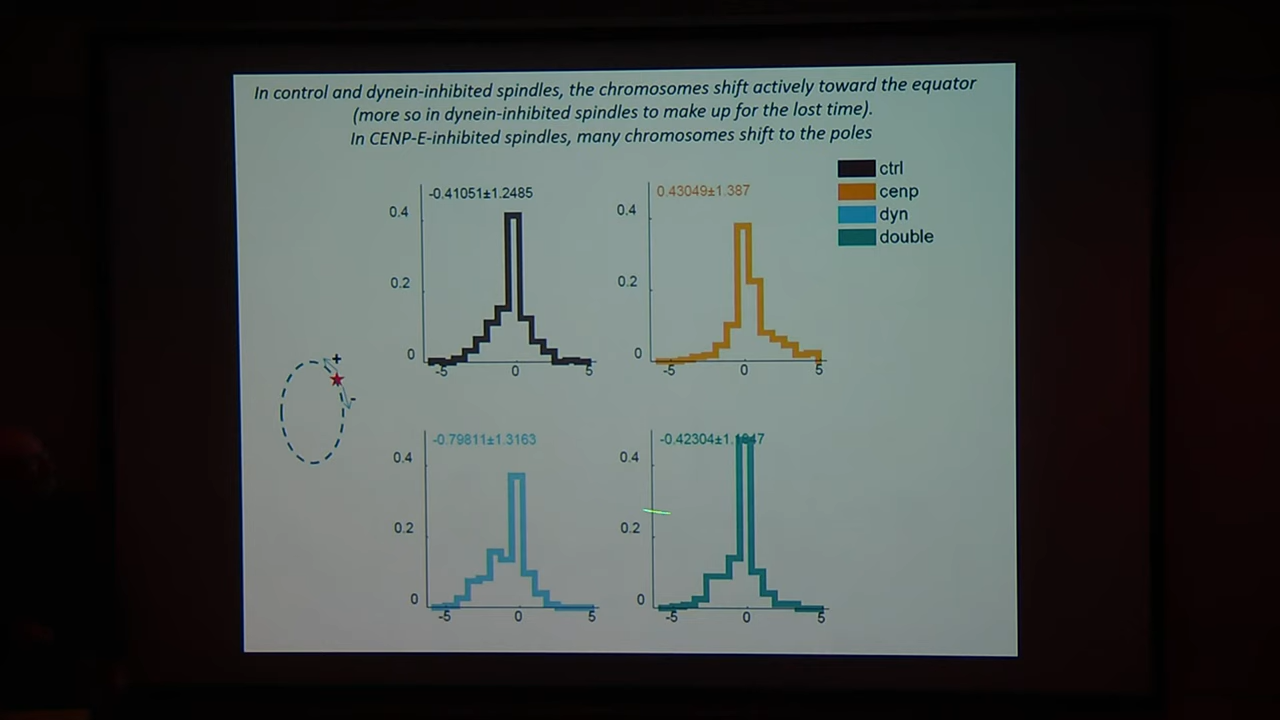 In control and dynein-inhibited spindles, the chromosomes shift actively toward the equator
(more so in dynein-inhibited spindles to make up for the lost time).
In CENP-E-inhibited spindles, many chromosomes shift to the poles
ctrl
cenp
dyn
double
-0.41051±1.2485
0.4
0.2
0
-5 0 5
0.43049±1.387
0.4
0.2
0
-5 0 5
+
-
-0.79811±1.3163
0.4
0.2
0
-5 0 5
0.4
0.2
0
-5 0 5